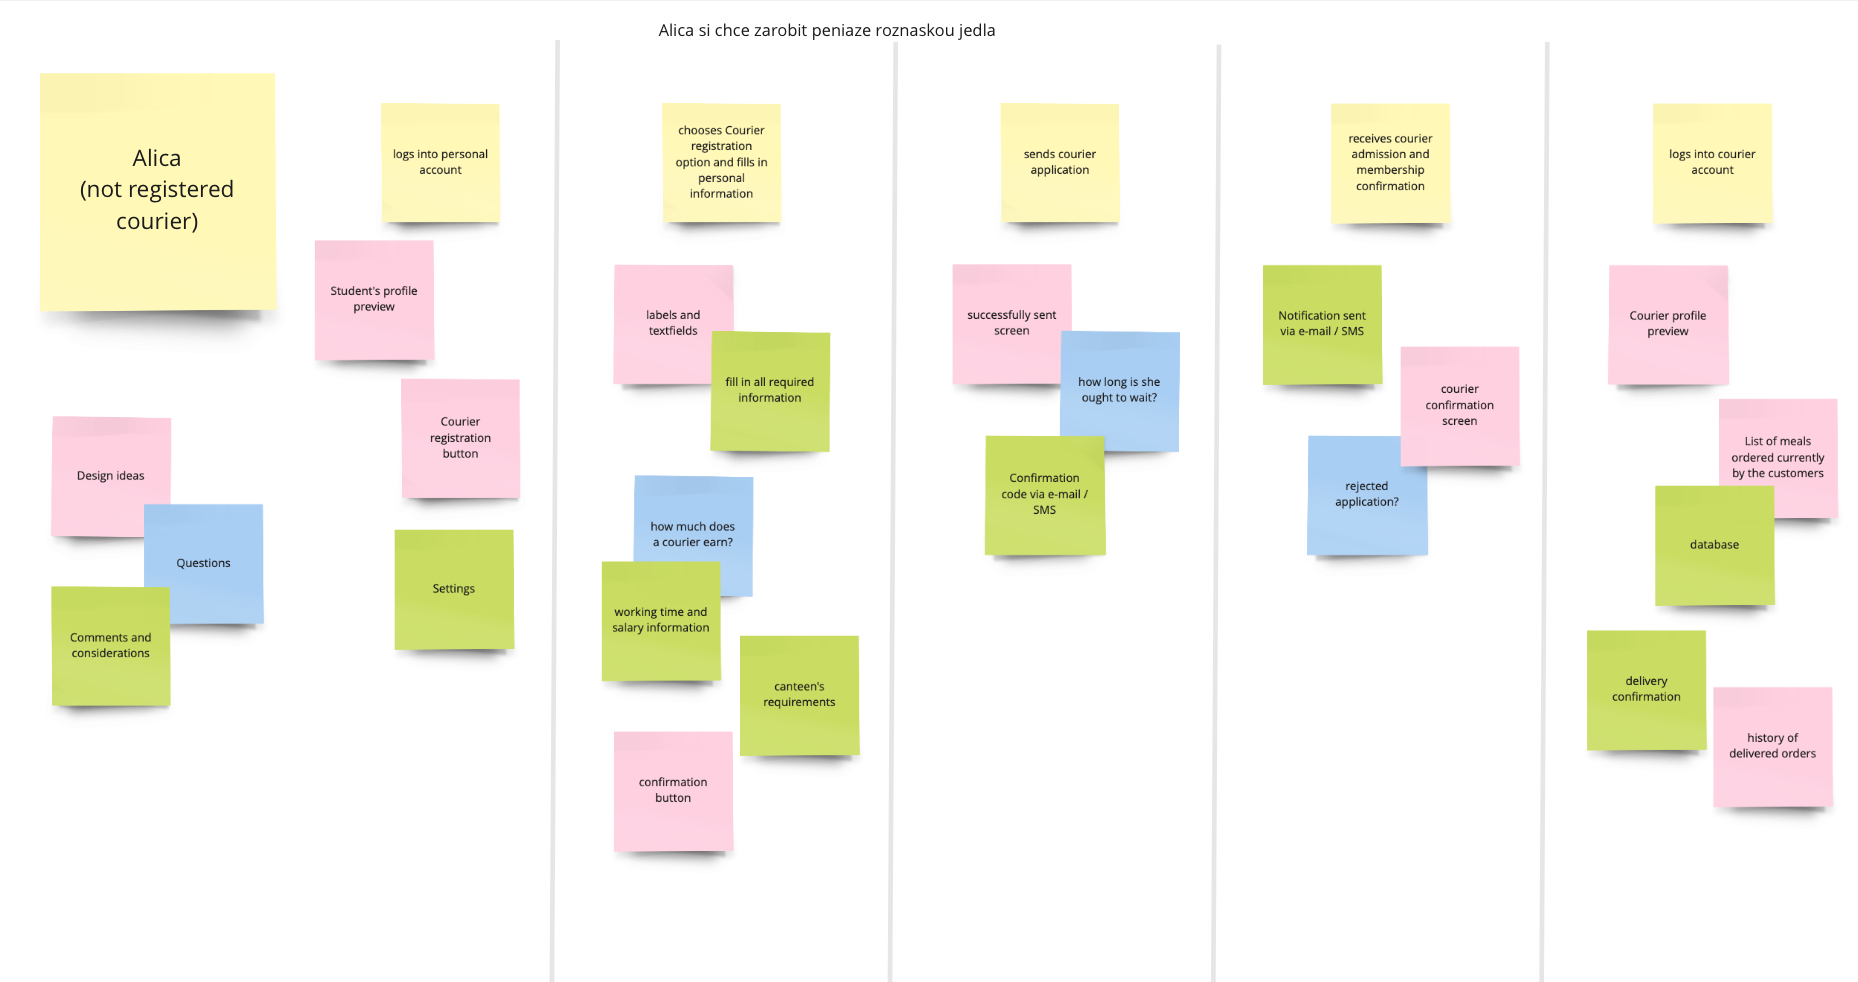 Alica si chce zarobit peniaze roznaskou jedla
Alica
(not registered
courier)
Design ideas
Questions
Comments and
considerations
logs into personal
account
Student's profile
preview
Courier
registration
button
Settings
chooses Courier
registration
option and fills in
personal
information
labels and
textfields
fill in all required
information
how much does
a courier earn?
working time and
salary information
canteen's
requirements
confirmation
button
sends courier
application
successfully sent
screen
how long is she
ought to wait?
Confirmation
code via e-mail /
SMS
receives courier
admission and
membership
confirmation
Notification sent
via e-mail / SMS
courier
confirmation
screen
rejected
application?
logs into courier
account
Courier profile
preview
List of meals
ordered currently
by the customers
database
delivery
confirmation
history of
delivered orders